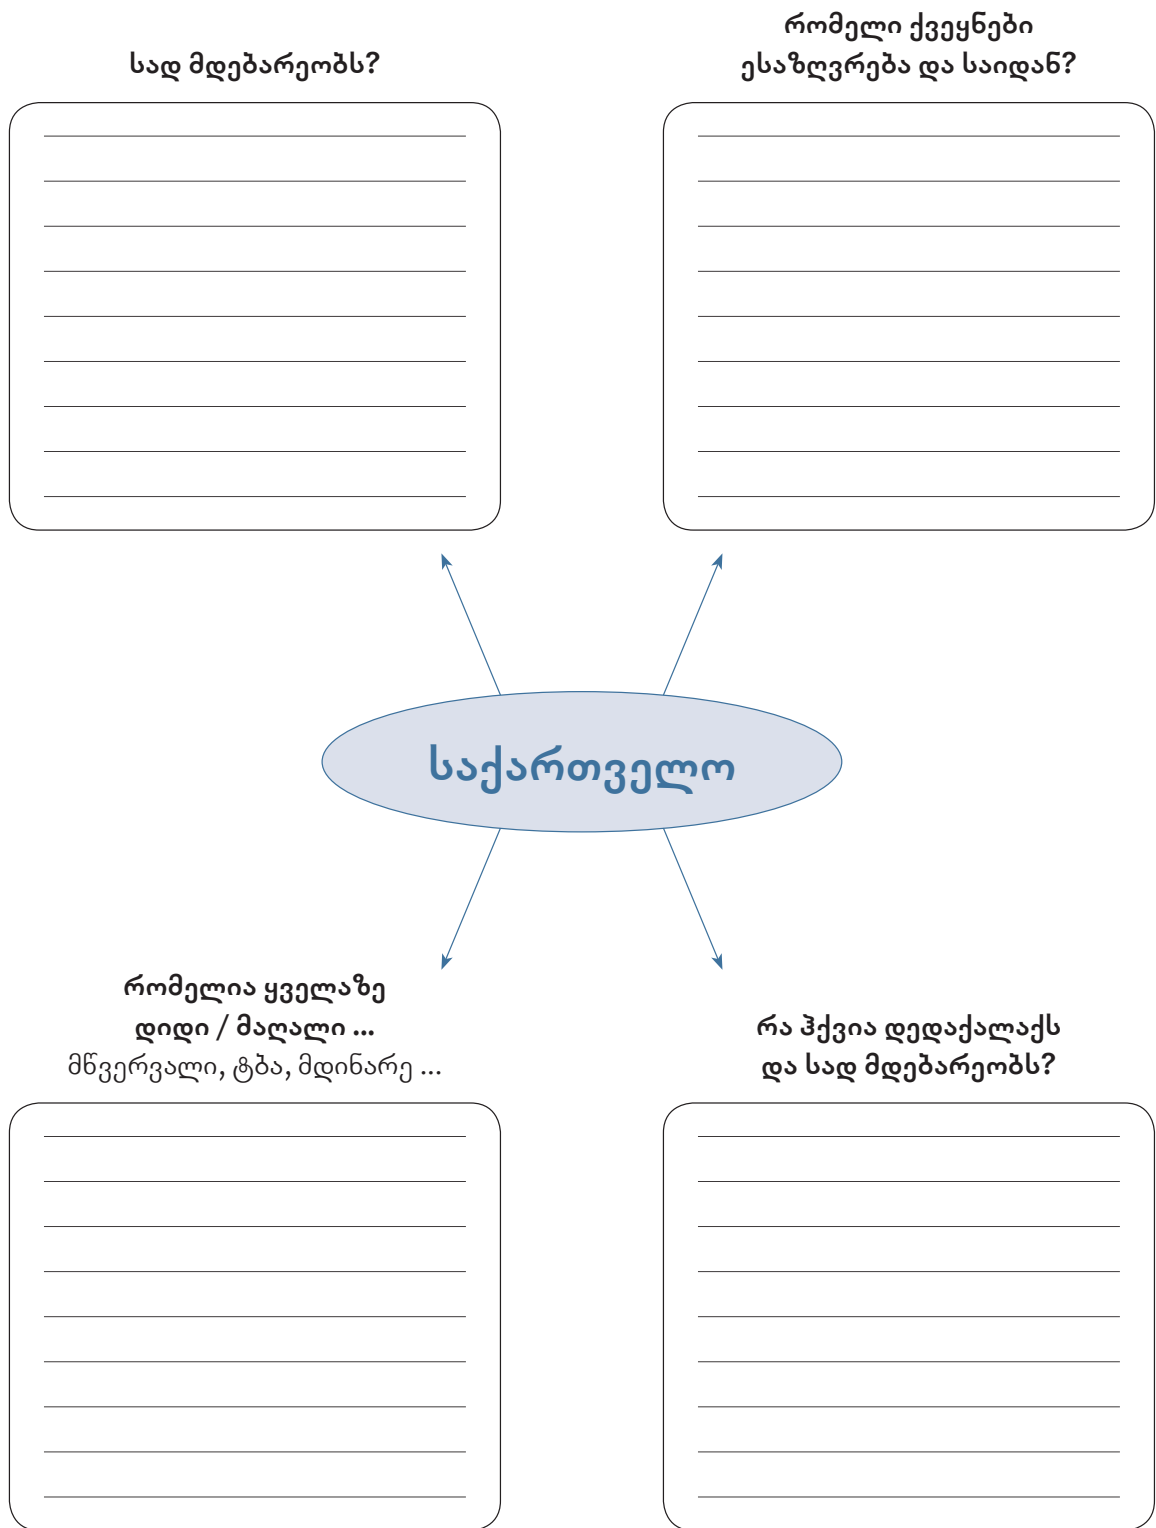 სად მდებარეობს?
რომელი ქვეყნები
ესაზღვრება და საიდან?
საქართველო
რომელია ყველაზე
დიდი / მაღალი ...
მწვერვალი, ტბა, მდინარე ...
რა ჰქვია დედაქალაქს
და სად მდებარეობს?